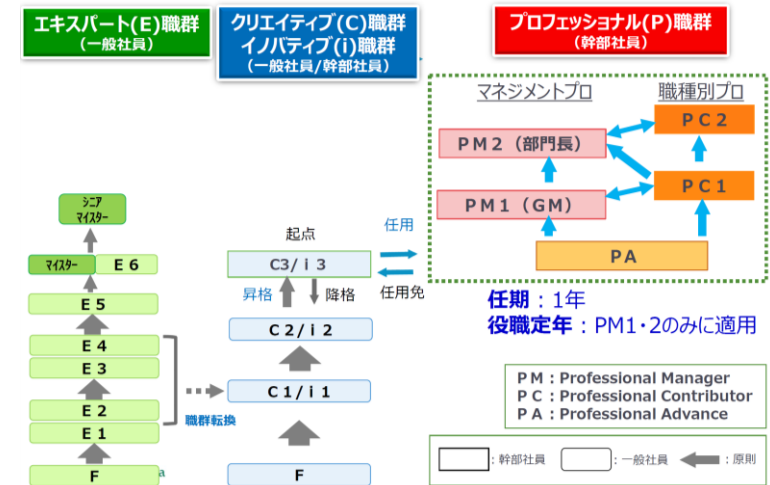 エキスパート(E)職群
(一般社員)
クリエイティブ(C)職群
イノバティブ(i)職群
(一般社員/幹部社員)
プロフェッショナル(P)職群
(幹部社員)
マネジメントプロ
職種別プロ
PC2
PM2(部門長)
PC1
PM1(GM)
PA
任期:1年
役職定年:PM1・2のみに適用
シニア
マイスター
マイスター
E6
E5
E4
E3
E2
E1
F
a
職群転換
起点
C3/i3
任用
任用免
昇格
降格
C2/i2
C1/i1
F
PM:Professional Manager
PC:Professional Contributor
PA:Professional Advance
:幹部社員
:一般社員
:原則